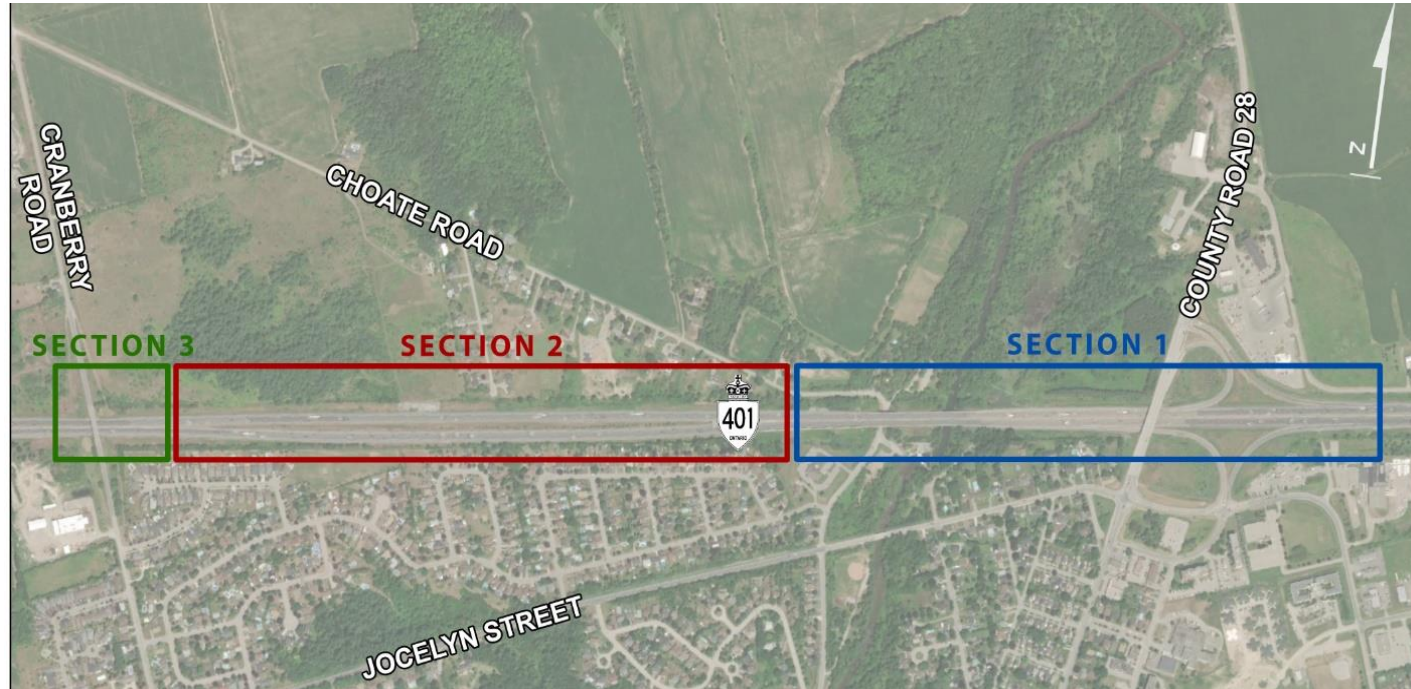 CRANBERRY
ROAD
CHOATE ROAD
COUNTY ROAD 28
N
SECTION 3
SECTION 2
SECTION 1
401
ONTARIO
JOCELYN STREET